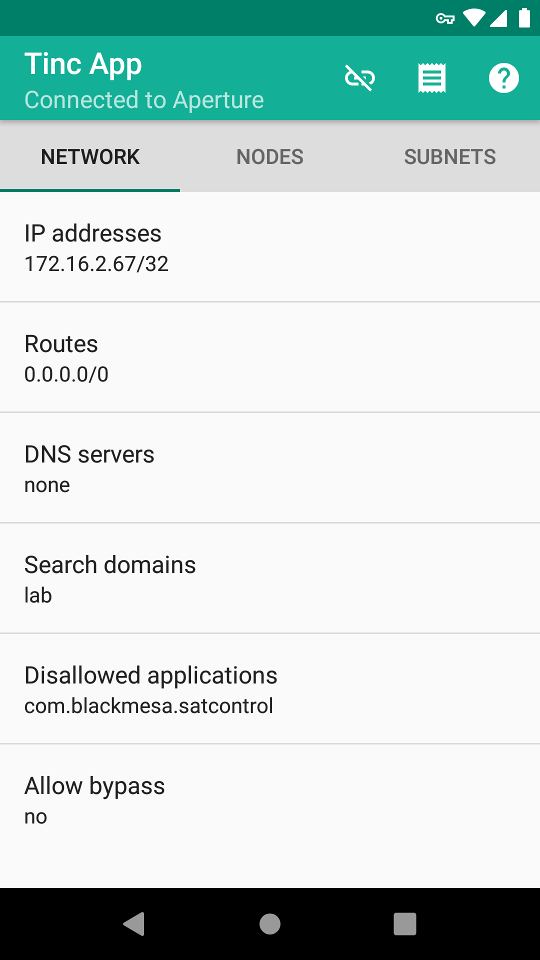 Tinc App
Connected to Aperture
NETWORK
NODES
SUBNETS
IP addresses
172.16.2.67/32
Routes
0.0.0.0/0
DNS servers
none
Search domains
lab
Disallowed applications
com.blackmesa.satcontrol
Allow bypass
no